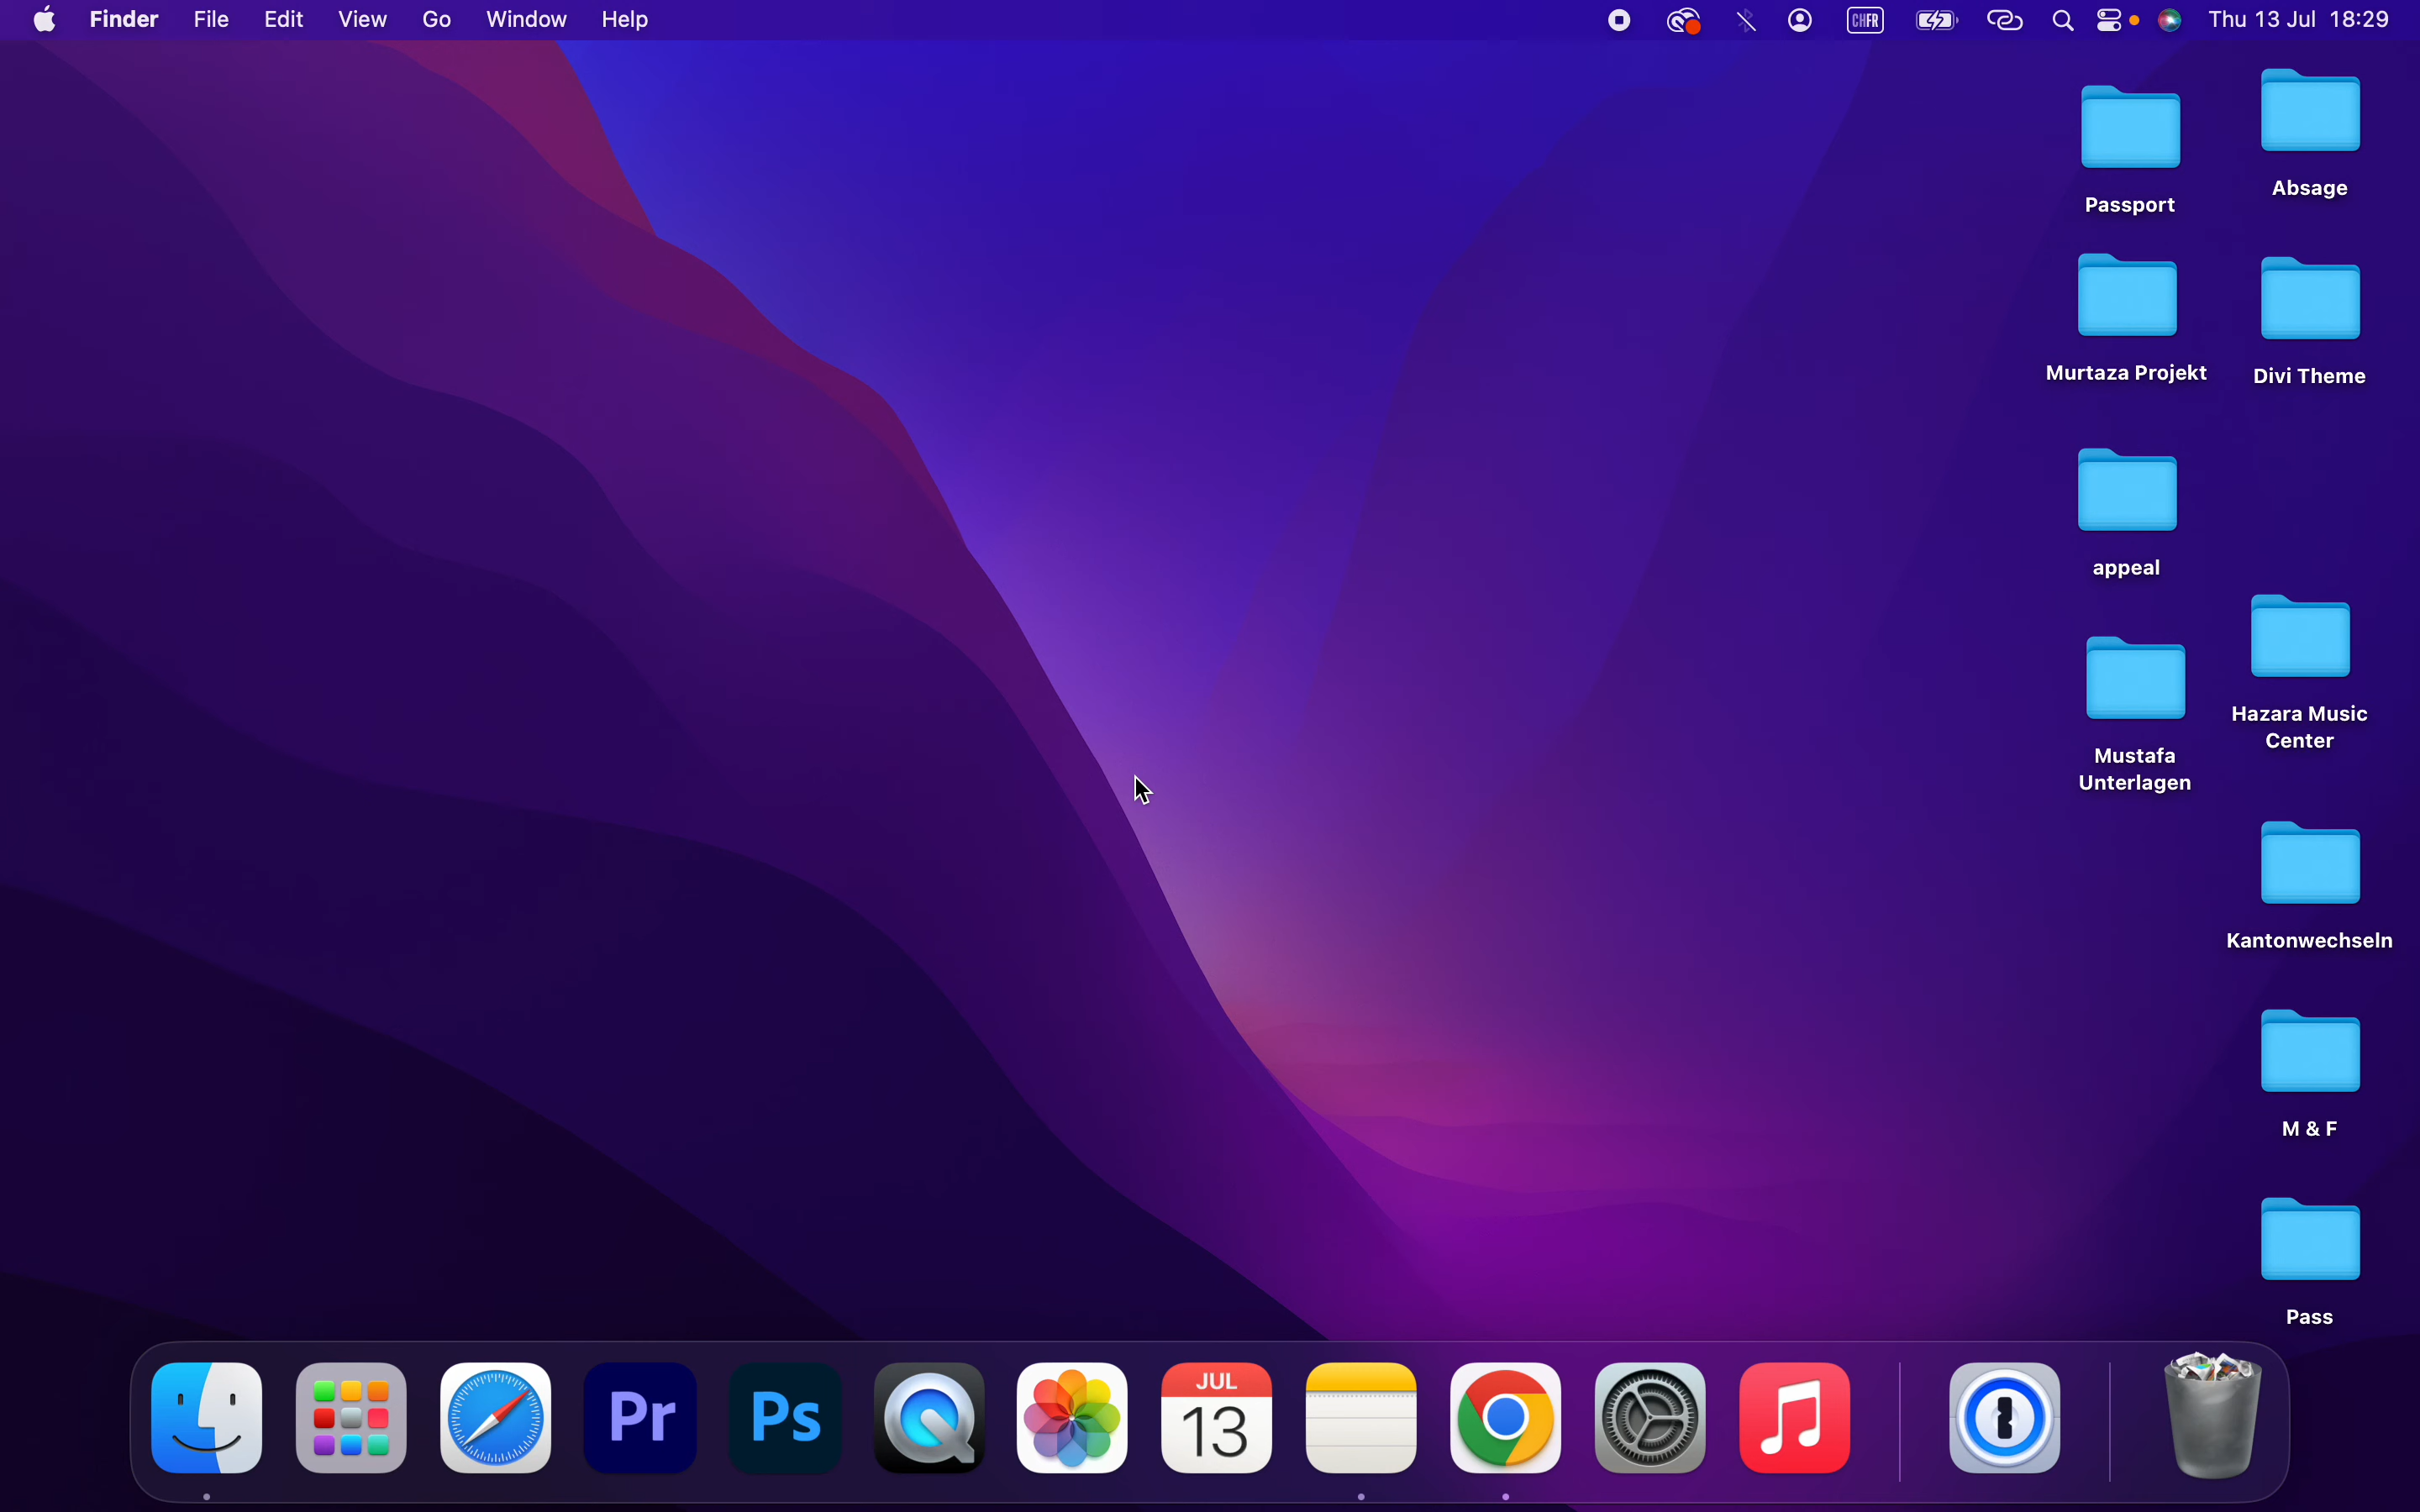 Finder File Edit View Go Window Help CHFR Thu 13 Jul 18:29
Passport
Absage
Murtaza Projekt
Divi Theme
appeal
Hazara Music
Center
Mustafa
Unterlagen
Kantonwechseln
M & F
Pass
Pr
Ps
JUL
13